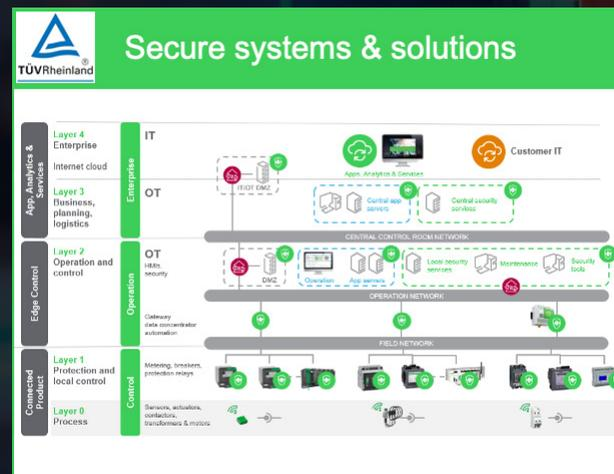 TÜVRheinland®
Secure systems & solutions
App, Analytics & Services
Layer 4
Enterprise
Internet cloud
Layer 3
Business,
planning,
logistics
Enterprise
IT
OT
IT/OT DMZ
Apps, Analytics & Services
Customer IT
Central app
servers
Central security
services
CENTRAL CONTROL ROOM NETWORK
Edge Control
Layer 2
Operation and
control
Operation
OT
HMIs,
security
Gateway
data concentrator
automation
DMZ
Operation
App servers
Local security
services
Maintenance
Security
tools
OPERATION NETWORK
FIELD NETWORK
Connected
Product
Layer 1
Protection and
local control
Layer 0
Process
Control
Metering, breakers,
protection relays
Sensors, actuators,
contactors,
transformers & motors